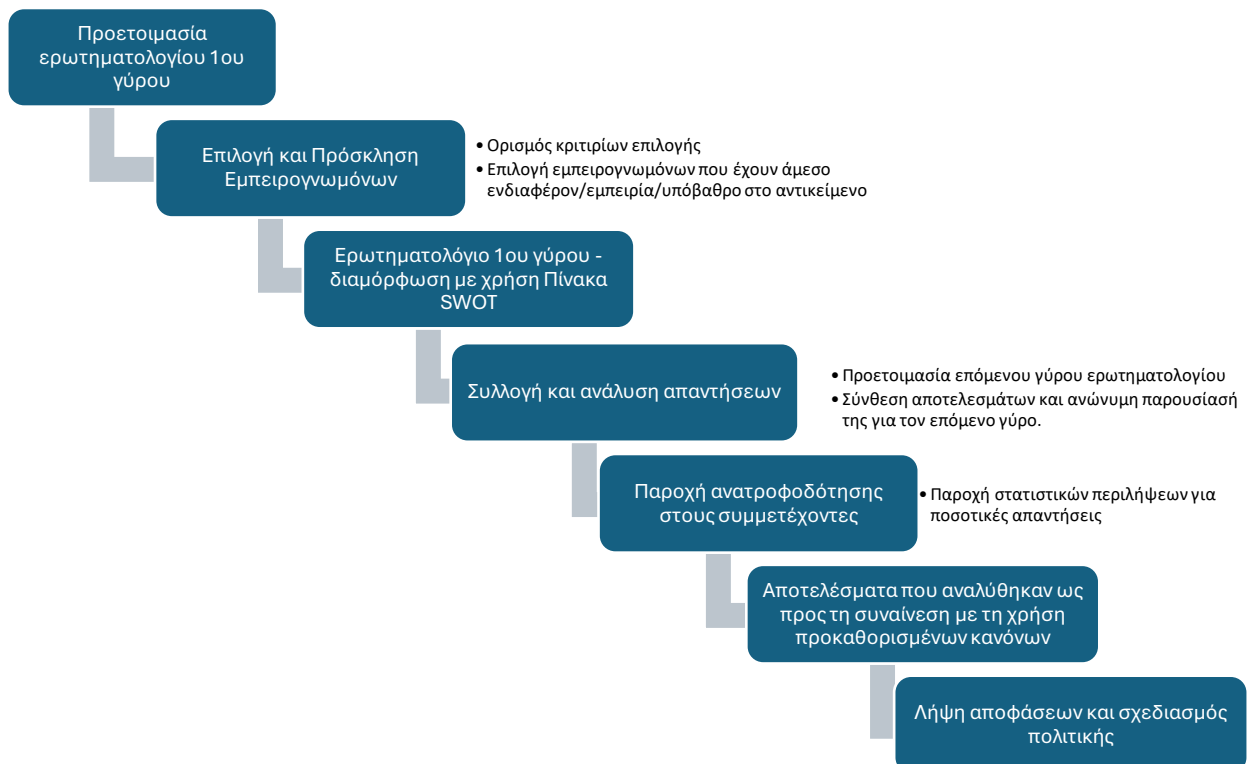 Προετοιμασία
ερωτηματολογίου 1ου
γύρου
Επιλογή και Πρόσκληση
Εμπειρογνωμόνων
• Ορισμός κριτιρίων επιλογής
• Επιλογή εμπειρογνωμόνων που έχουν άμεσο
ενδιαφέρον/εμπειρία/υπόβαθρο στο αντικείμενο
Ερωτηματολόγιο 1ου γύρου -
διαμόρφωση με χρήση Πίνακα
SWOT
Συλλογή και ανάλυση απαντήσεων
• Προετοιμασία επόμενου γύρου ερωτηματολογίου
• Σύνθεση αποτελεσμάτων και ανώνυμη παρουσίασή
της για τον επόμενο γύρο.
Παροχή ανατροφοδότησης
στους συμμετέχοντες
• Παροχή στατιστικών περιλήψεων για
ποσοτικές απαντήσεις
Αποτελέσματα που αναλύθηκαν ως
προς τη συναίνεση με τη χρήση
προκαθορισμένων κανόνων
Λήψη αποφάσεων και σχεδιασμός
πολιτικής